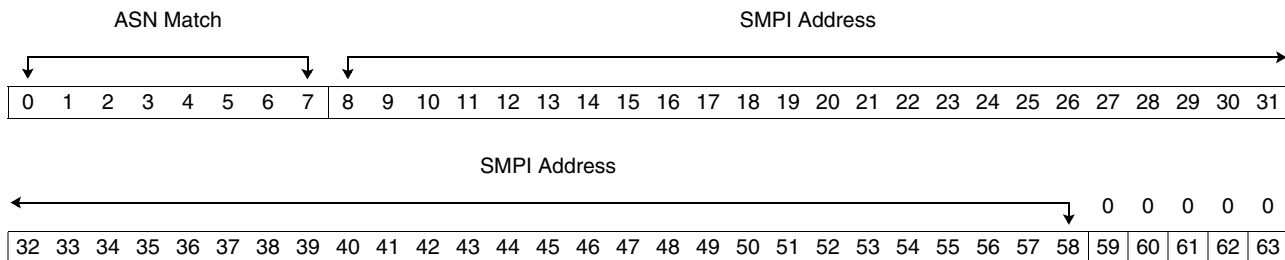 ASN Match SMPI Address
0 1 2 3 4 5 6 7 8 9 10 11 12 13 14 15 16 17 18 19 20 21 22 23 24 25 26 27 28 29 30 31
SMPI Address
0 0 0 0 0
32 33 34 35 36 37 38 39 40 41 42 43 44 45 46 47 48 49 50 51 52 53 54 55 56 57 58 59 60 61 62 63